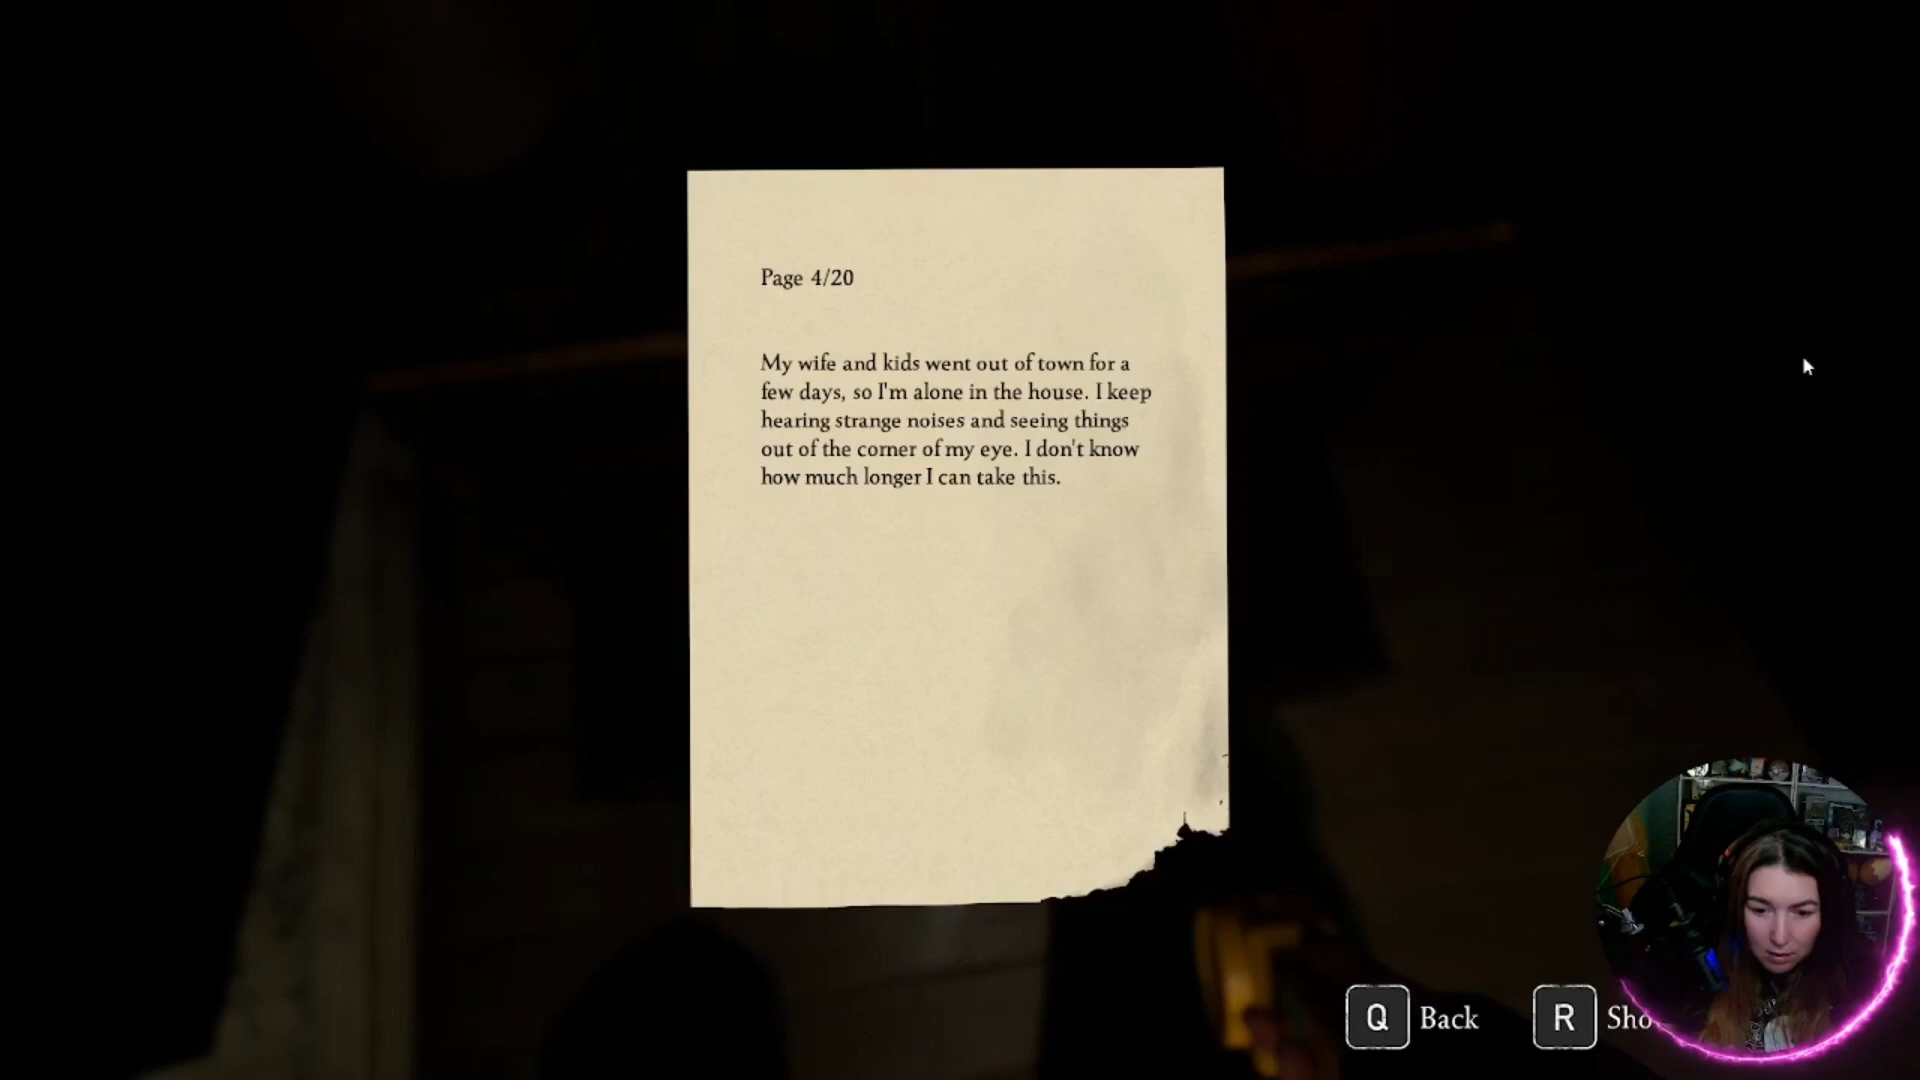 Page 4/20
My wife and kids went out of town for a
few days, so I'm alone in the house. I keep
hearing strange noises and seeing things
out of the corner of my eye. I don't know
how much longer I can take this.
Q Back R